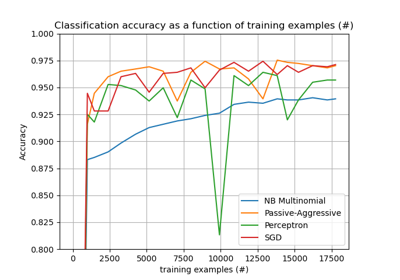 Classification accuracy as a function of training examples (#)
1.000
0.975
0.950
0.925
0.900
0.875
0.850
0.825
0.800
Accuracy
NB Multinomial
Passive-Aggressive
Perceptron
SGD
0 2500 5000 7500 10000 12500 15000 17500
training examples (#)